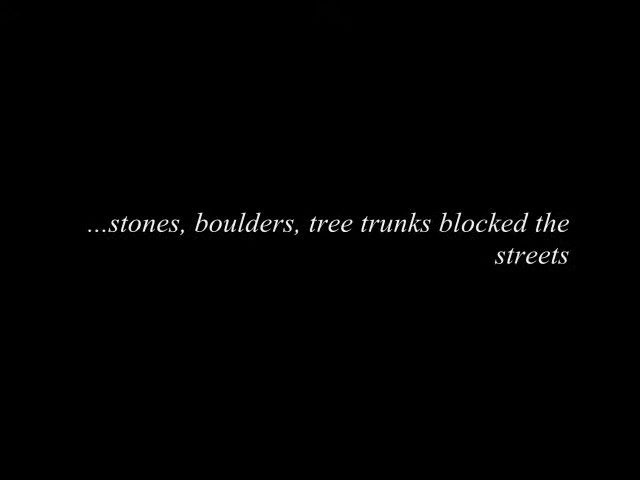 ...stones, boulders, tree trunks blocked the
streets